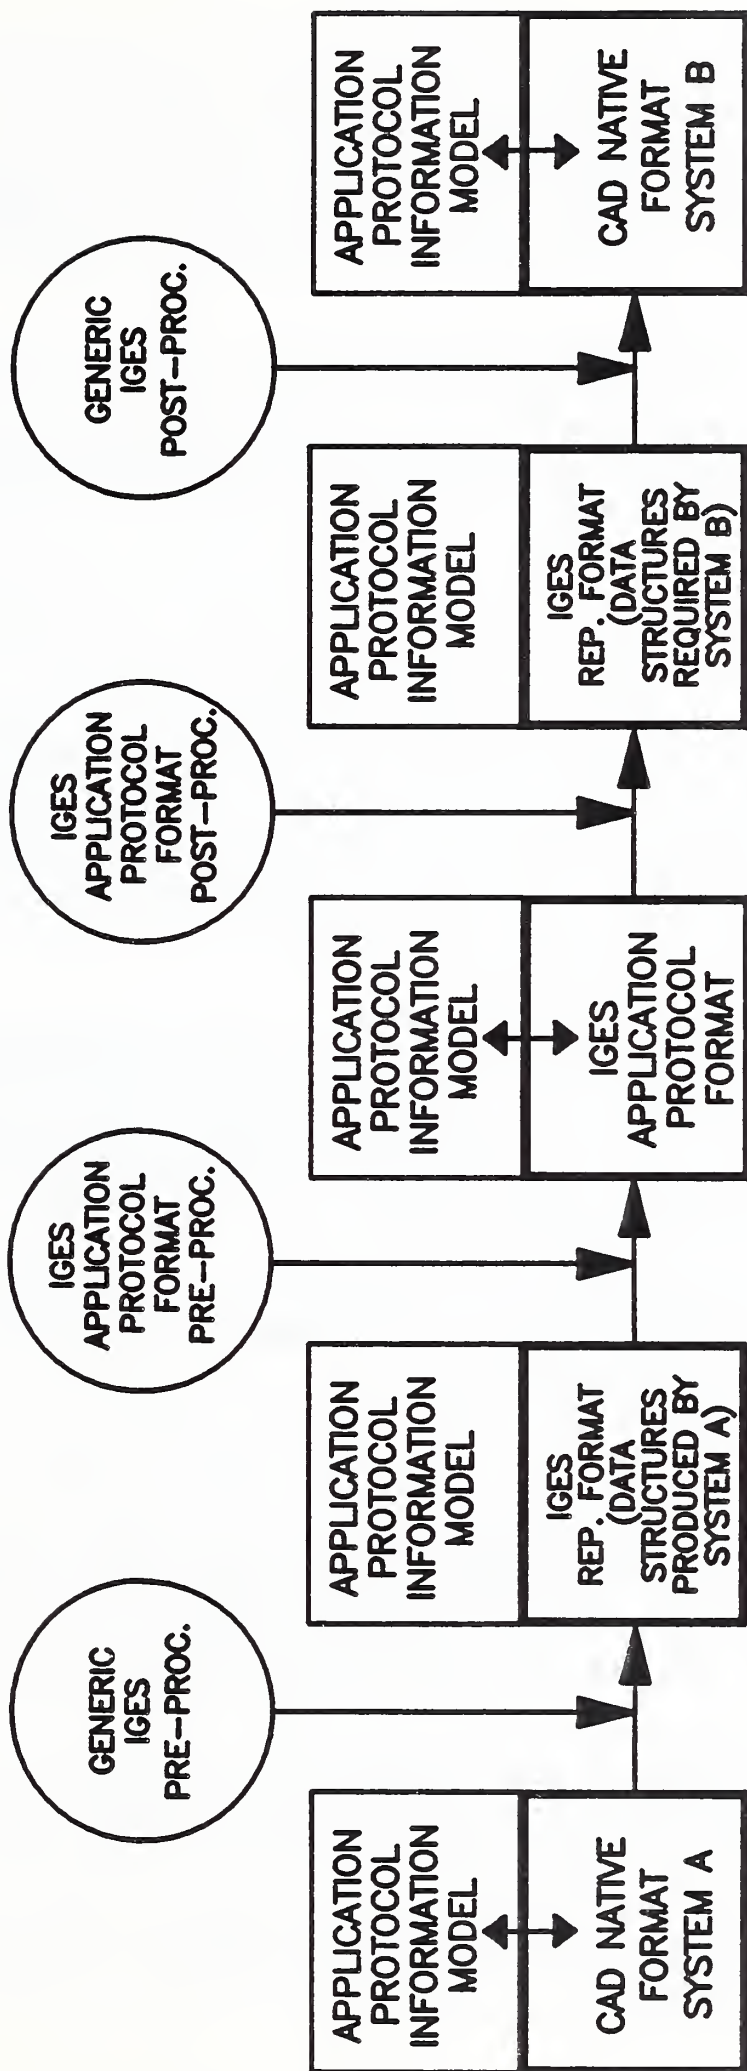 GENERIC
IGES
PRE-PROC.
IGES
APPLICATION
PROTOCOL
FORMAT
PRE-PROC.
IGES
APPLICATION
PROTOCOL
FORMAT
POST-PROC.
GENERIC
IGES
POST-PROC.
APPLICATION
PROTOCOL
INFORMATION
MODEL
CAD NATIVE
FORMAT
SYSTEM A
APPLICATION
PROTOCOL
INFORMATION
MODEL
IGES
REP. FORMAT
(DATA
STRUCTURES
PRODUCED BY
SYSTEM A)
APPLICATION
PROTOCOL
INFORMATION
MODEL
IGES
APPLICATION
PROTOCOL
FORMAT
APPLICATION
PROTOCOL
INFORMATION
MODEL
IGES
REP. FORMAT
(DATA
STRUCTURES
REQUIRED BY
SYSTEM B)
APPLICATION
PROTOCOL
INFORMATION
MODEL
CAD NATIVE
FORMAT
SYSTEM B